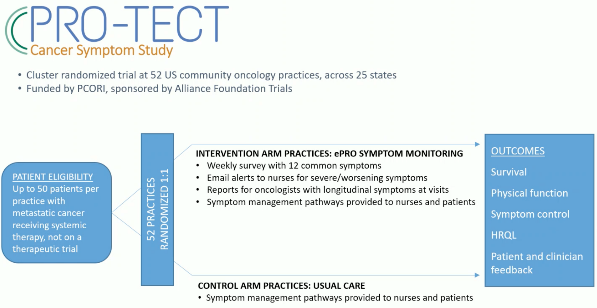 PRO-TECT
Cancer Symptom Study
• Cluster randomized trial at 52 US community oncology practices, across 25 states
• Funded by PCORI, sponsored by Alliance Foundation Trials
PATIENT ELIGIBILITY
Up to 50 patients per
practice with
metastatic cancer
receiving systemic
therapy, not on a
therapeutic trial
52 PRACTICES
RANDOMIZED 1:1
INTERVENTION ARM PRACTICES: ePRO SYMPTOM MONITORING
• Weekly survey with 12 common symptoms
• Email alerts to nurses for severe/worsening symptoms
• Reports for oncologists with longitudinal symptoms at visits
• Symptom management pathways provided to nurses and patients
CONTROL ARM PRACTICES: USUAL CARE
• Symptom management pathways provided to nurses and patients
OUTCOMES
Survival
Physical function
Symptom control
HRQL
Patient and clinician
feedback